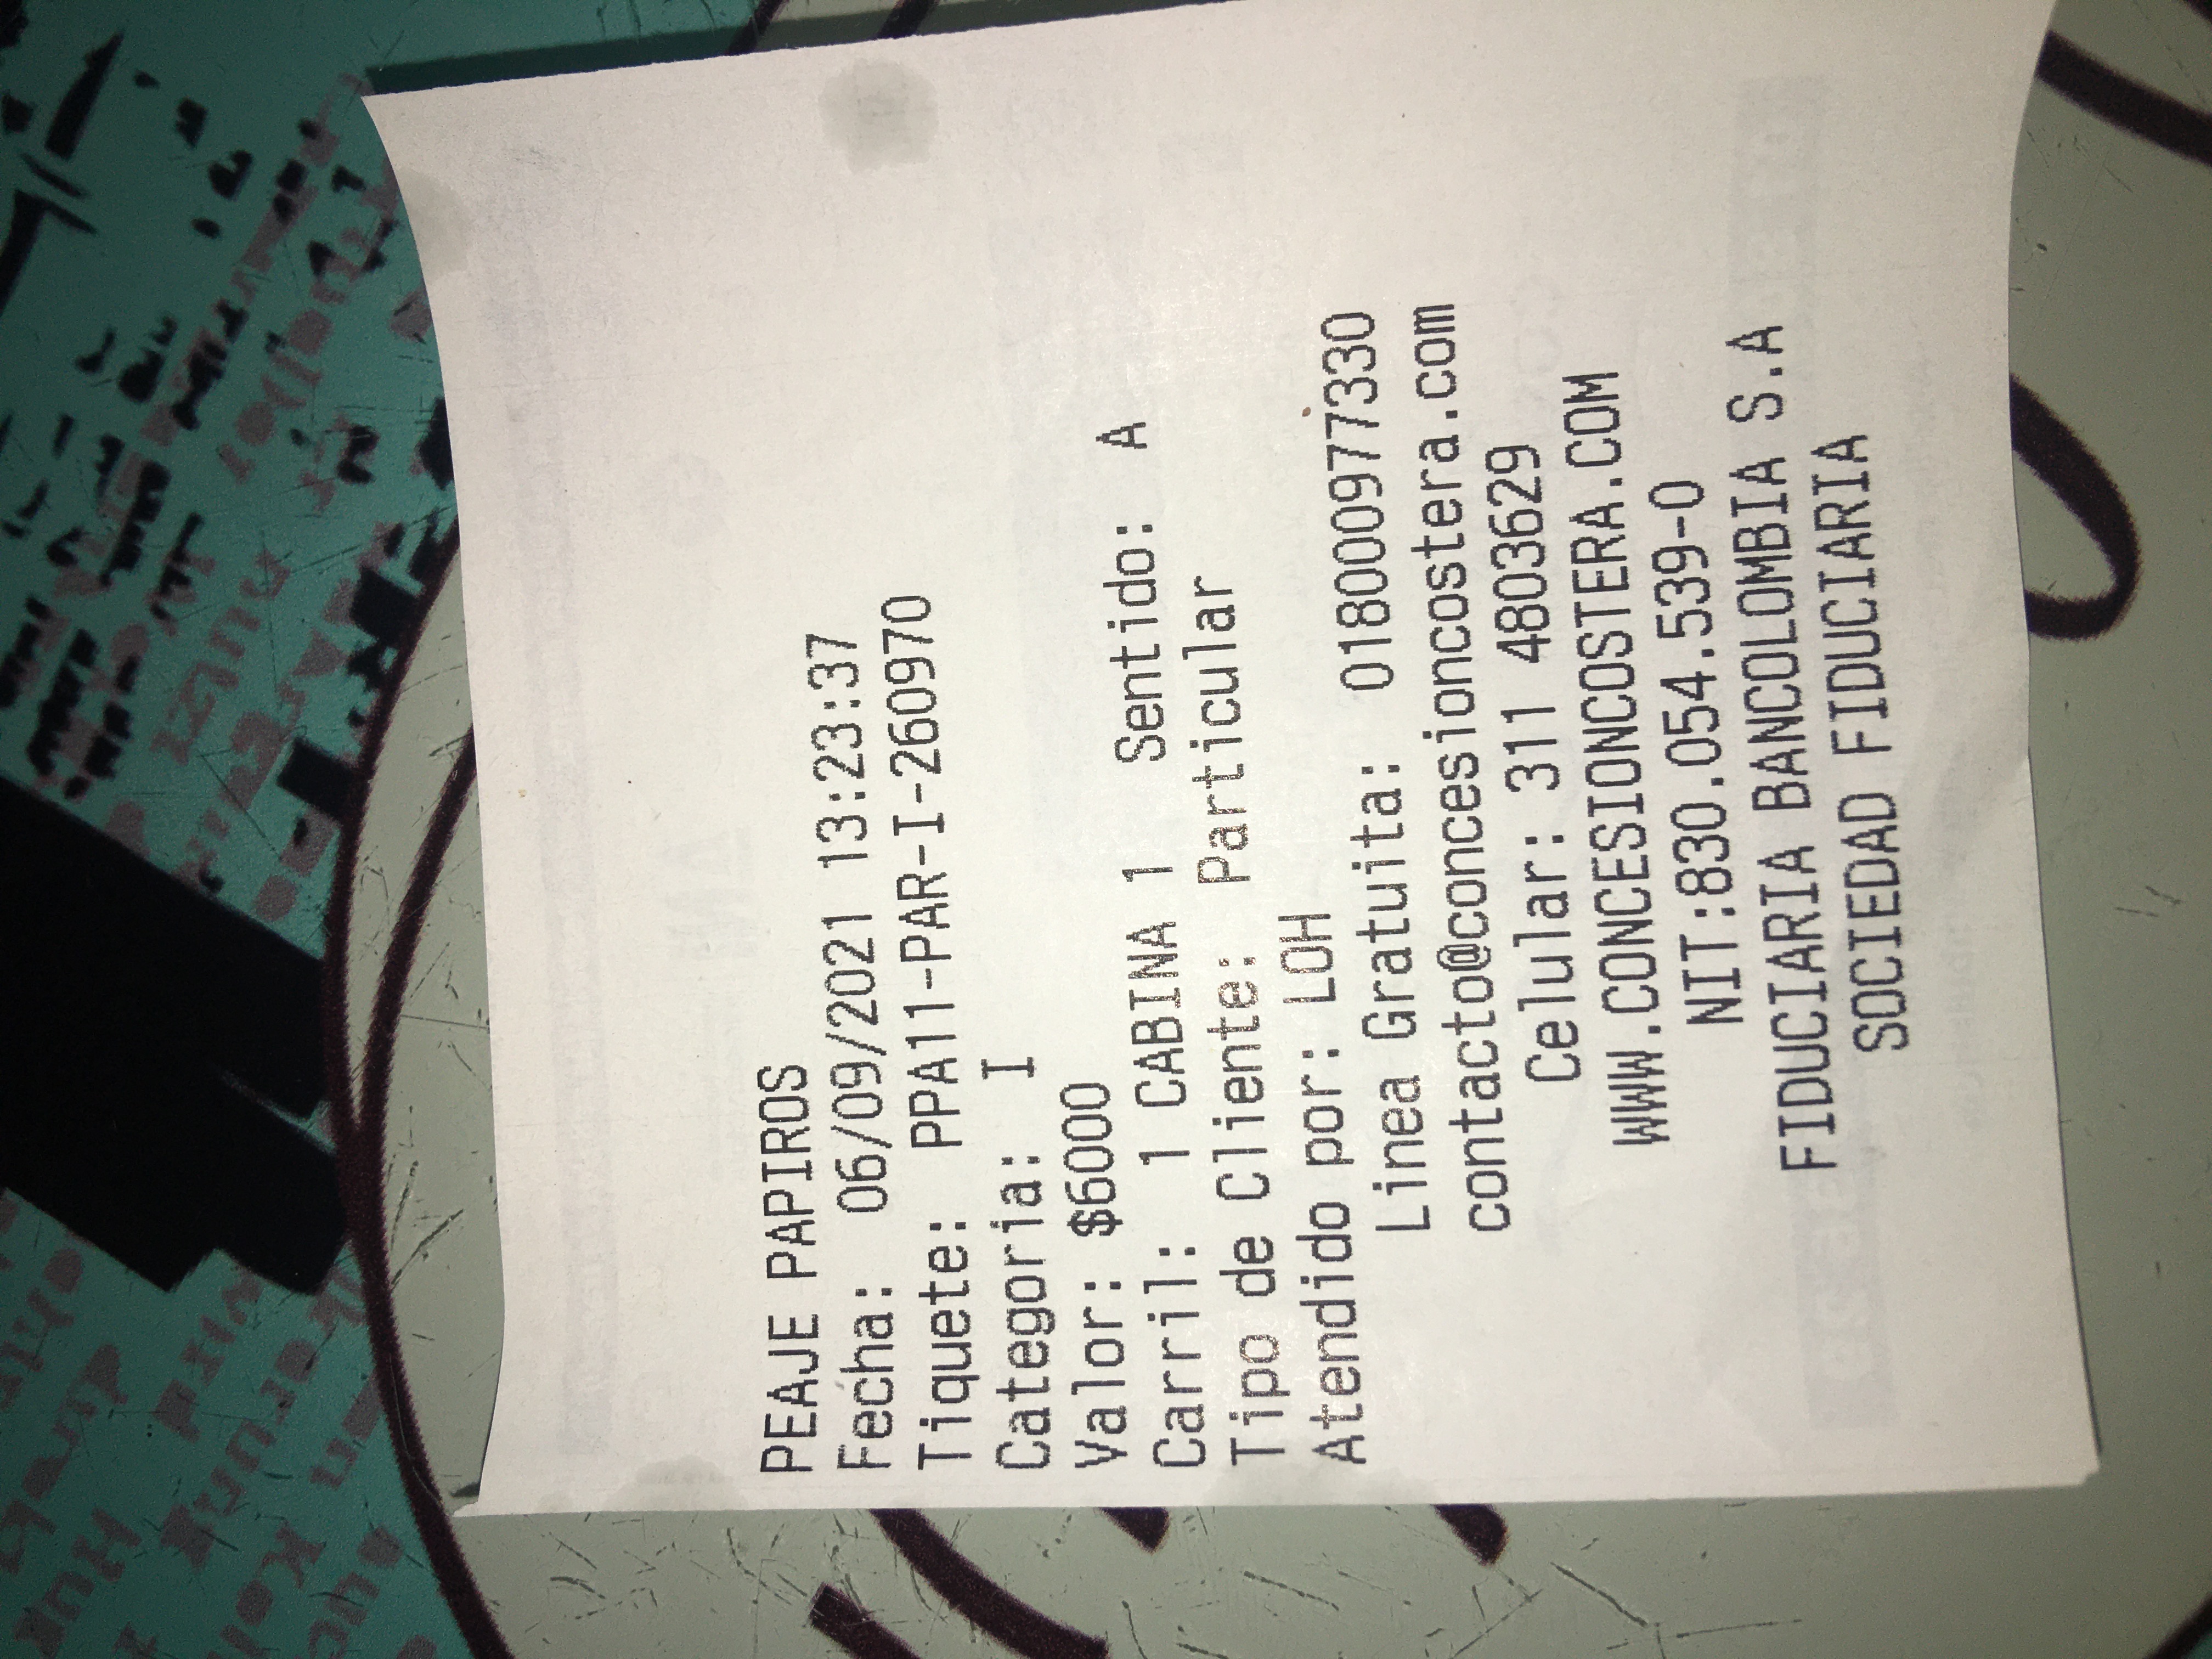 PEAJE PAPIROS
Fecha: 06/09/2021 13:23:37
Tiquete: PPA11-PAR-I-260970
Categoria: I
Valor: $6000
Carril: 1 CABINA 1 Sentido: A
Tipo de Cliente: Particular
Atendido por: LOH
Linea Gratuita: 018000977330
contacto@concesioncostera.com
Celular: 311 4803629
WWW.CONCESIONCOSTERA.COM
NIT:830.054.539-0
FIDUCIARIA BANCOLOMBIA S.A
SOCIEDAD FIDUCIARIA